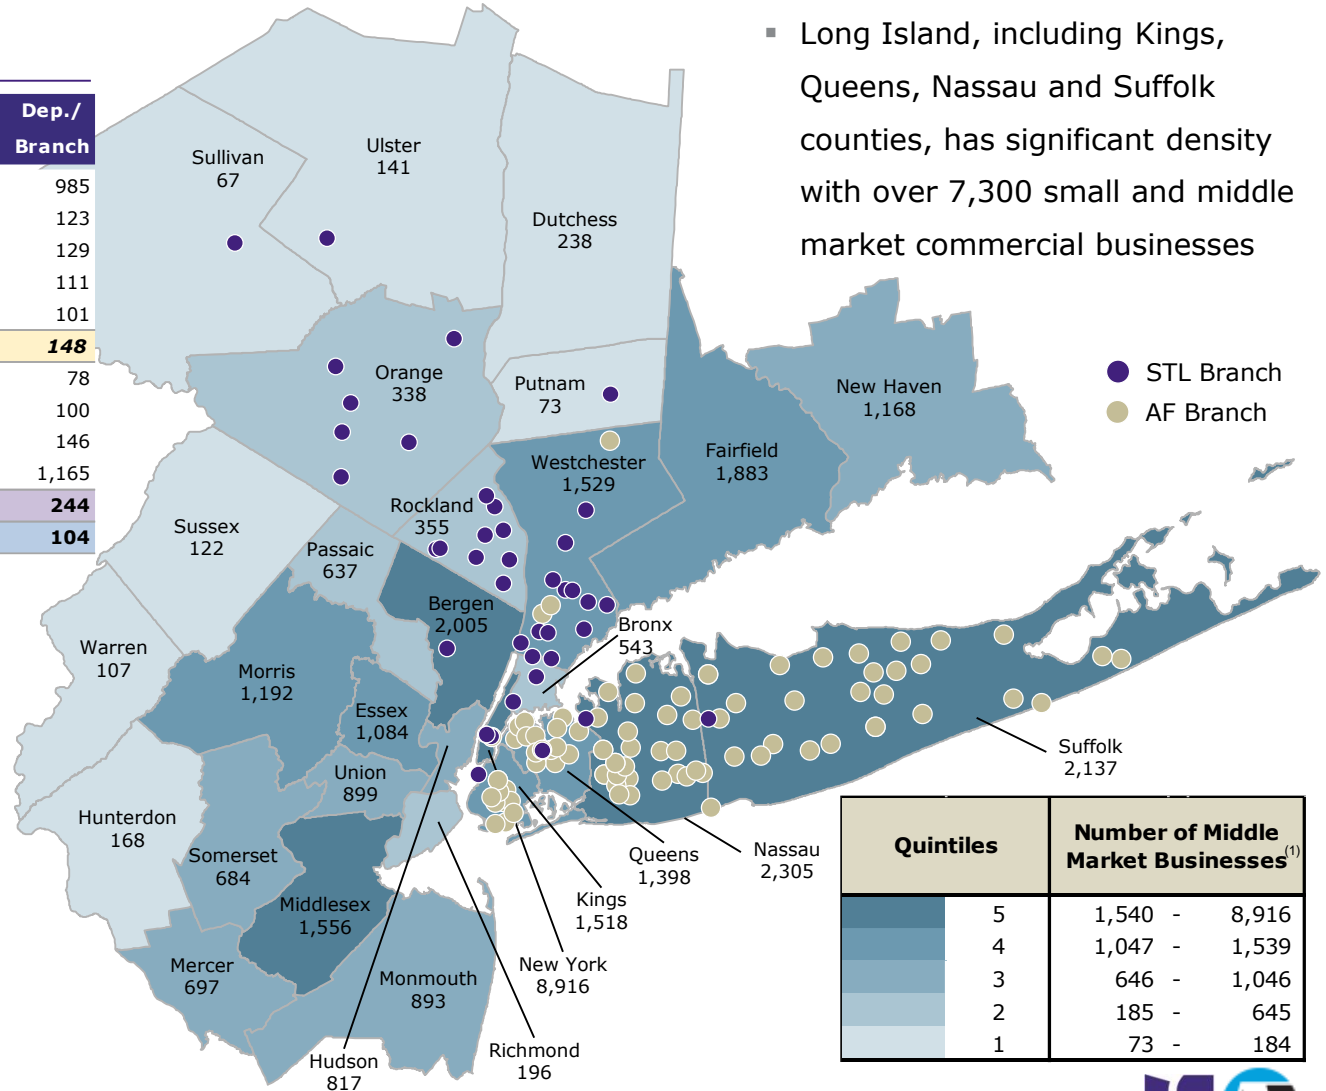 ▪ Long Island, including Kings,
Queens, Nassau and Suffolk
counties, has significant density
with over 7,300 small and middle
market commercial businesses
Dep./
Branch
985
123
129
111
101
148
78
100
146
1,165
244
104
Sullivan
67
Ulster
141
Dutchess
238
Orange
338
Putnam
73
STL Branch
AF Branch
New Haven
1,168
Fairfield
1,883
Westchester
1,529
Rockland
355
Sussex
122
Passaic
637
Bergen
2,005
Bronx
543
Warren
107
Morris
1,192
Essex
1,084
Union
899
Suffolk
2,137
Hunterdon
168
Somerset
684
Queens
1,398
Nassau
2,305
Kings
1,518
Middlesex
1,556
New York
8,916
Mercer
697
Monmouth
893
Richmond
196
Hudson
817
Quintiles Number of Middle
Market Businesses(1)
5 1,540 - 8,916
4 1,047 - 1,539
3 646 - 1,046
2 185 - 645
1 73 - 184